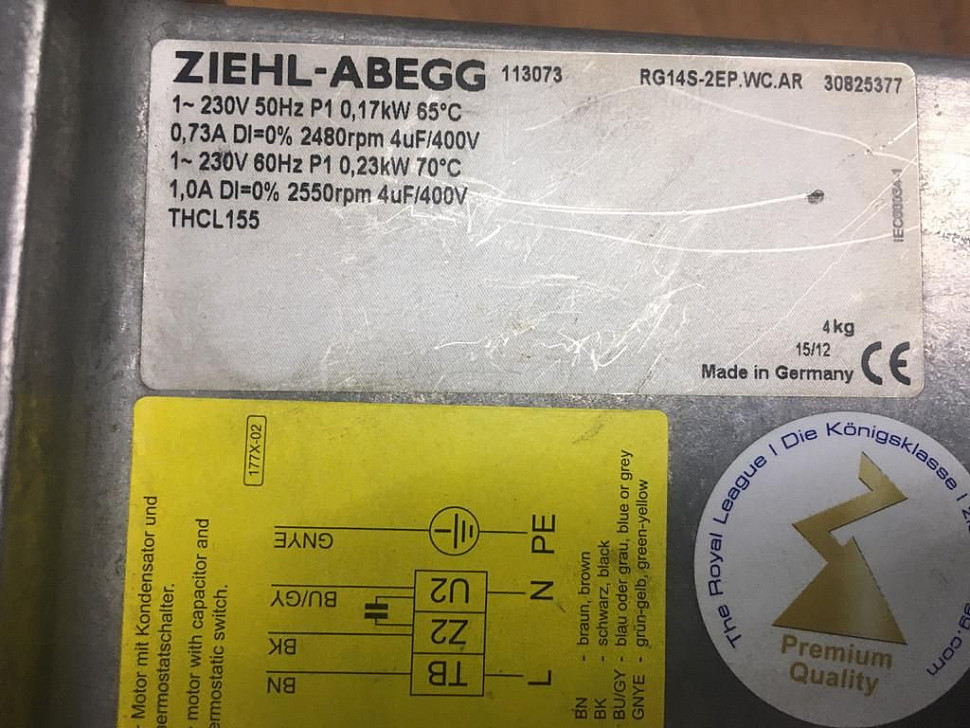 ZIEHL-ABEGG 113073 RG14S-2EP.WC.AR 30825377
1~ 230V 50Hz P1 0,17kW 65°C
0,73A DI=0% 2480rpm 4uF/400V
1~ 230V 60Hz P1 0,23kW 70°C
1,0A DI=0% 2550rpm 4uF/400V
THCL155
IEC60034-1
4kg
15/12
Made in Germany CE
177X-02
Motor mit Kondensator und
motor with capacitor and
switch.
GNYE PE
BU/GY U2 N
BK Z2
BN TB L
BN - braun, brown
BK - schwarz, black
BU/GY - blau oder grau, blue or grey
GNYE - grün-gelb, green-yellow
The Royal League | Die Königsklasse |
Premium
Quality